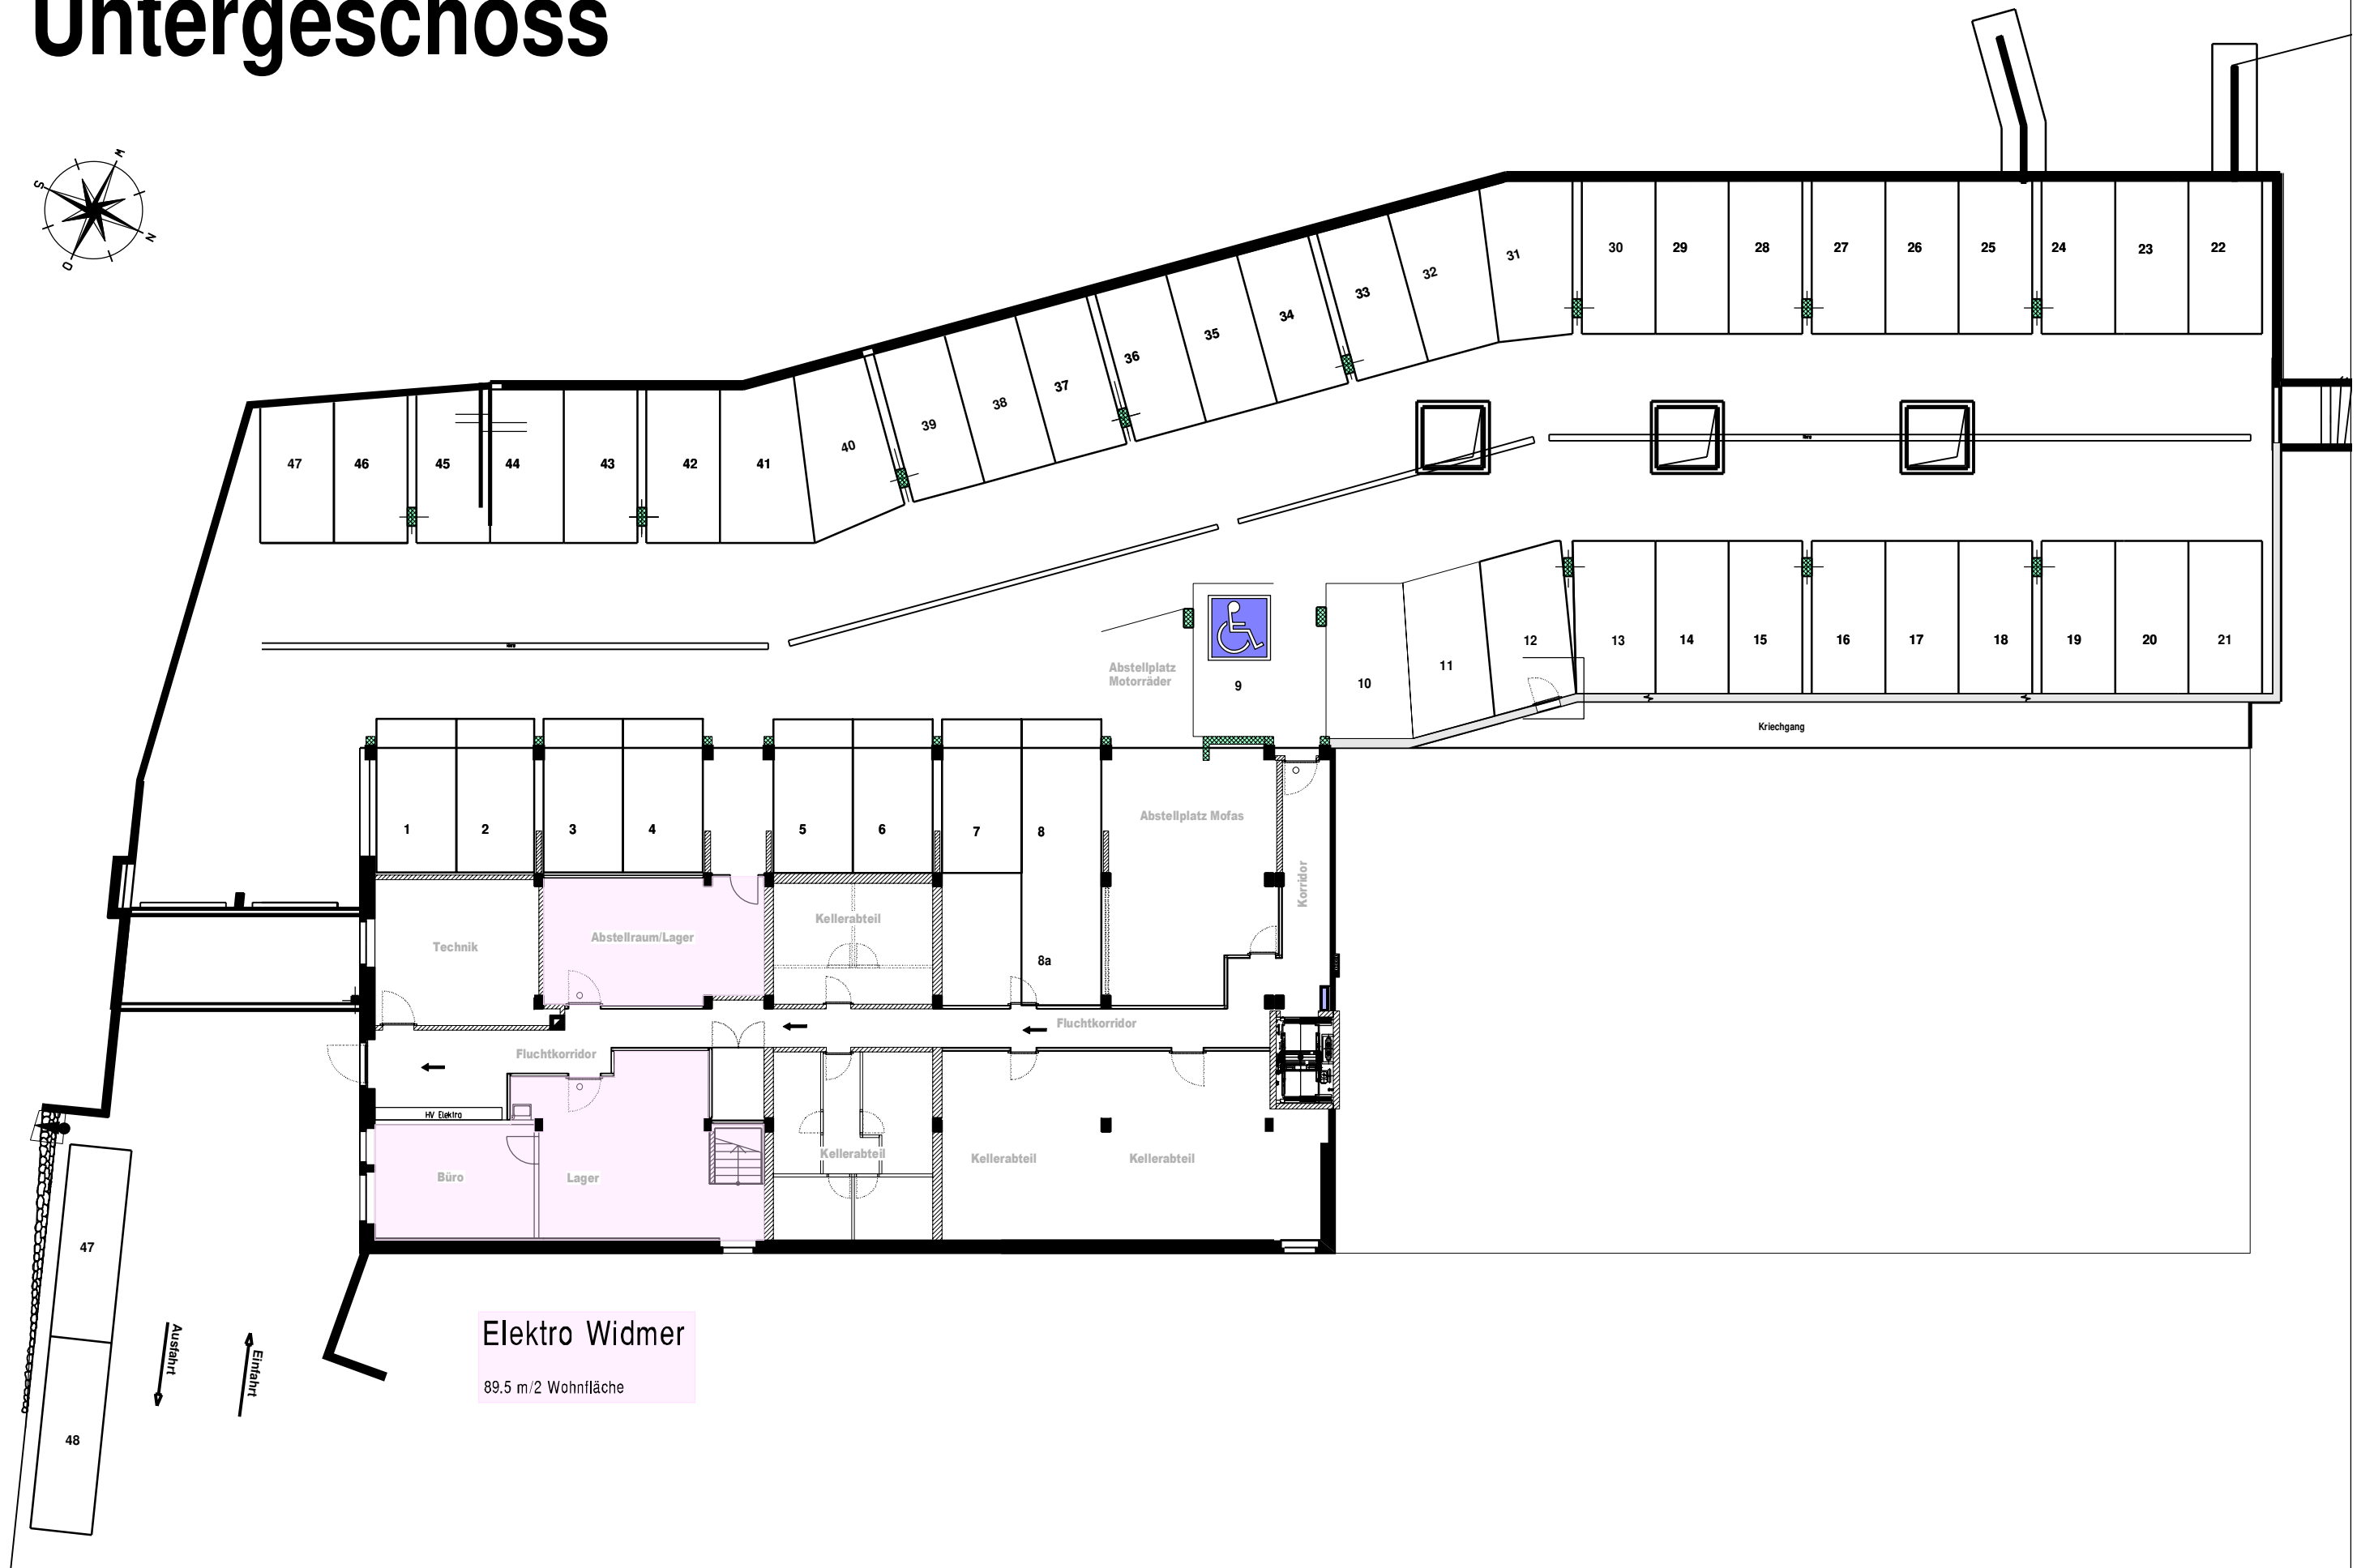 Untergeschoss
W
S
N
O
30
29
28
27
26
25
24
23
22
31
32
33
34
35
36
37
38
39
40
47
46
45
44
43
42
41
Abstellplatz
Motorräder
9
10
11
12
13
14
15
16
17
18
19
20
21
Kriechgang
1
2
3
4
5
6
7
8
Abstellplatz Mofas
Korridor
Technik
Abstellraum/Lager
Kellerabteil
8a
Fluchtkorridor
Fluchtkorridor
HV Elektro
Büro
Lager
Kellerabteil
Kellerabteil
Kellerabteil
47
48
Ausfahrt
Einfahrt
Elektro Widmer
89.5 m/2 Wohnfläche